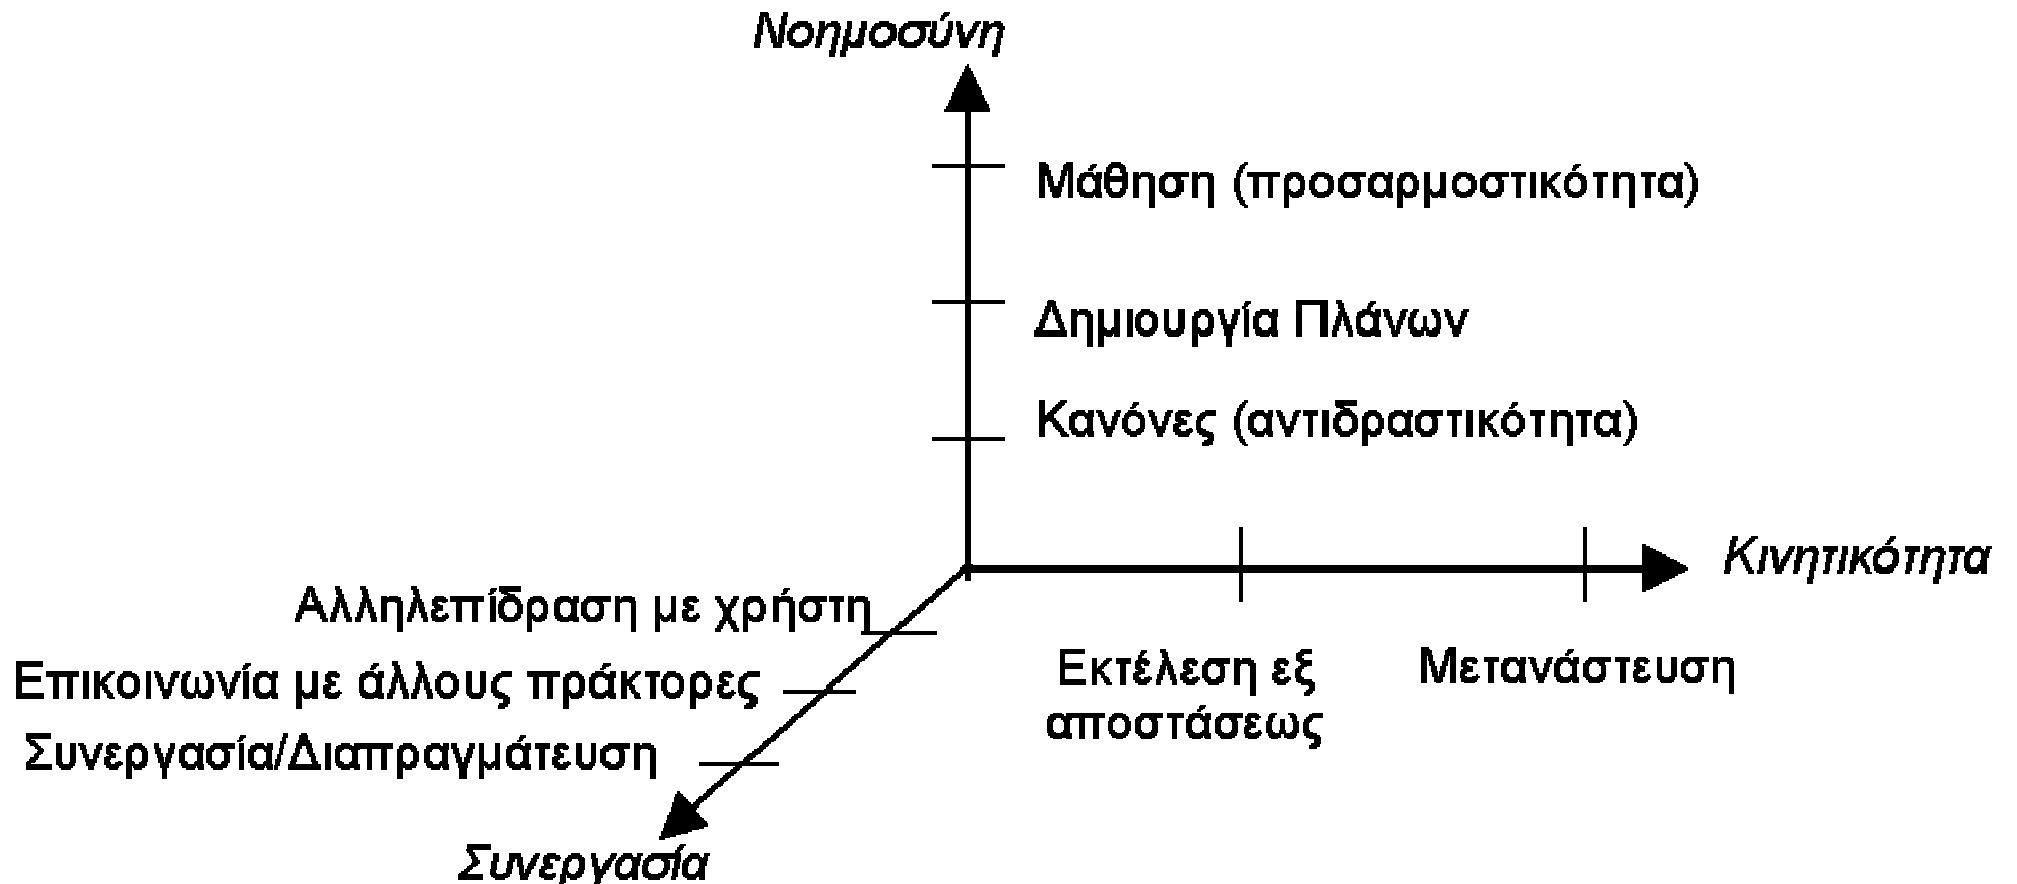 Νοημοσύνη
Μάθηση (προσαρμοστικότητα)
Δημιουργία Πλάνων
Κανόνες (αντιδραστικότητα)
Κινητικότητα
Αλληλεπίδραση με χρήστη
Επικοινωνία με άλλους πράκτορες
Συνεργασία/Διαπραγμάτευση
Συνεργασία
Εκτέλεση εξ
αποστάσεως
Μετανάστευση